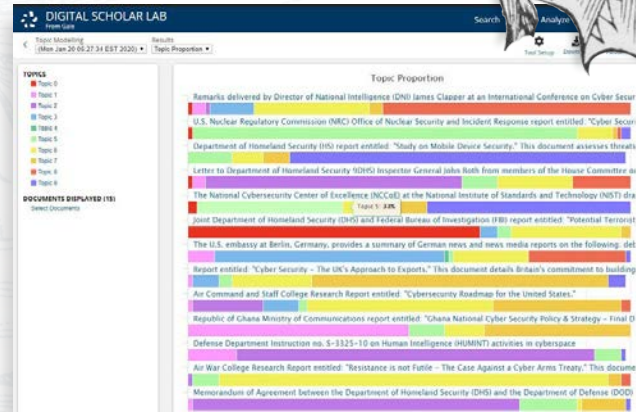 DIGITAL SCHOLAR LAB
From Gale
Search
Analyze
Topic Modelling
(Mon Jan 20 06:27:34 EST 2020)
Results
Topic Proportion
Tool Setup
TOPICS
Topic 0
Topic 1
Topic 2
Topic 3
Topic 4
Topic 5
Topic 6
Topic 7
Topic 8
Topic 9
DOCUMENTS DISPLAYED (15)
Select Documents
Topic Proportion
Remarks delivered by Director of National Intelligence (DNI) James Clapper at an International Conference on Cyber Secur
U.S. Nuclear Regulatory Commission (NRC) Office of Nuclear Security and Incident Response report entitled: "Cyber Securi
Department of Homeland Security (HS) report entitled: "Study on Mobile Device Security." This document assesses threats
Letter to Department of Homeland Security (DHS) Inspector General John Roth from members of the House Committee o
The National Cybersecurity Center of Excellence (NCCoE) at the National Institute of Standards and Technology (NIST) dra
Topic 5:
Joint Department of Homeland Security (DHS) and Federal Bureau of Investigation (FBI) report entitled: "Potential Terrorist
The U.S. embassy at Berlin, Germany, provides a summary of German news and news media reports on the following: deb
Report entitled: "Cyber Security – The UK's Approach to Exports." This document details Britain's commitment to building
Air Command and Staff College Research Report entitled: "Cybersecurity Roadmap for the United States."
Republic of Ghana Ministry of Communications report entitled: "Ghana National Cyber Security Policy & Strategy – Final D
Defense Department Instruction no. S-3325-10 on Human Intelligence (HUMINT) activities in cyberspace
Air War College Research Report entitled: "Resistance is not Futile – The Case Against a Cyber Arms Treaty." This docume
Memorandum of Agreement between the Department of Homeland Security (DHS) and the Department of Defense (DOD)